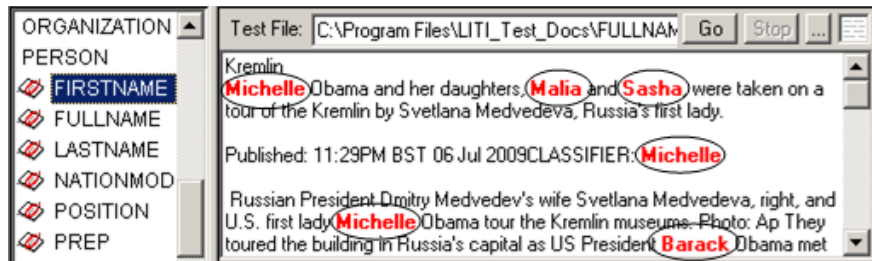 ORGANIZATION
PERSON
FIRSTNAME
FULLNAME
LASTNAME
NATIONMOD
POSITION
PREP
Test File: C:\Program Files\LITI_Test_Docs\FULLNAM Go Stop ...
Kremlin
Michelle Obama and her daughters, Malia and Sasha were taken on a
tour of the Kremlin by Svetlana Medvedeva, Russia's first lady.
Published: 11:29PM BST 06 Jul 2009CLASSIFIER: Michelle
Russian President Dmitry Medvedev's wife Svetlana Medvedeva, right, and
U.S. first lady Michelle Obama tour the Kremlin museums. Photo: Ap They
toured the building in Russia's capital as US President Barack Obama met